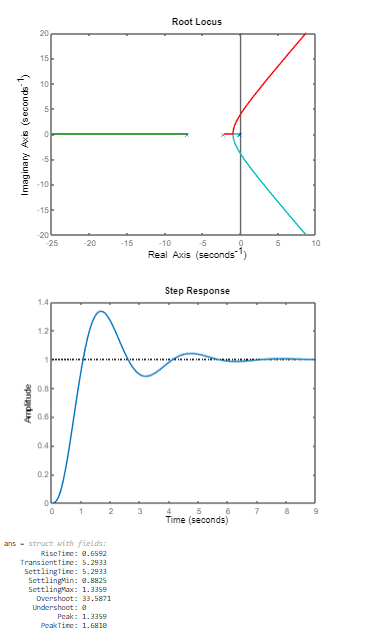 Root Locus
20
15
10
5
0
-5
-10
-15
-20
Imaginary Axis (seconds-1)
-25 -20 -15 -10 -5 0 5 10
Real Axis (seconds-1)
Step Response
1.4
1.2
1
0.8
0.6
0.4
0.2
0
Amplitude
0 1 2 3 4 5 6 7 8 9
Time (seconds)
ans = struct with fields:
RiseTime: 0.6592
TransientTime: 5.2933
SettlingTime: 5.2933
SettlingMin: 0.8825
SettlingMax: 1.3359
Overshoot: 33.5871
Undershoot: 0
Peak: 1.3359
PeakTime: 1.6810